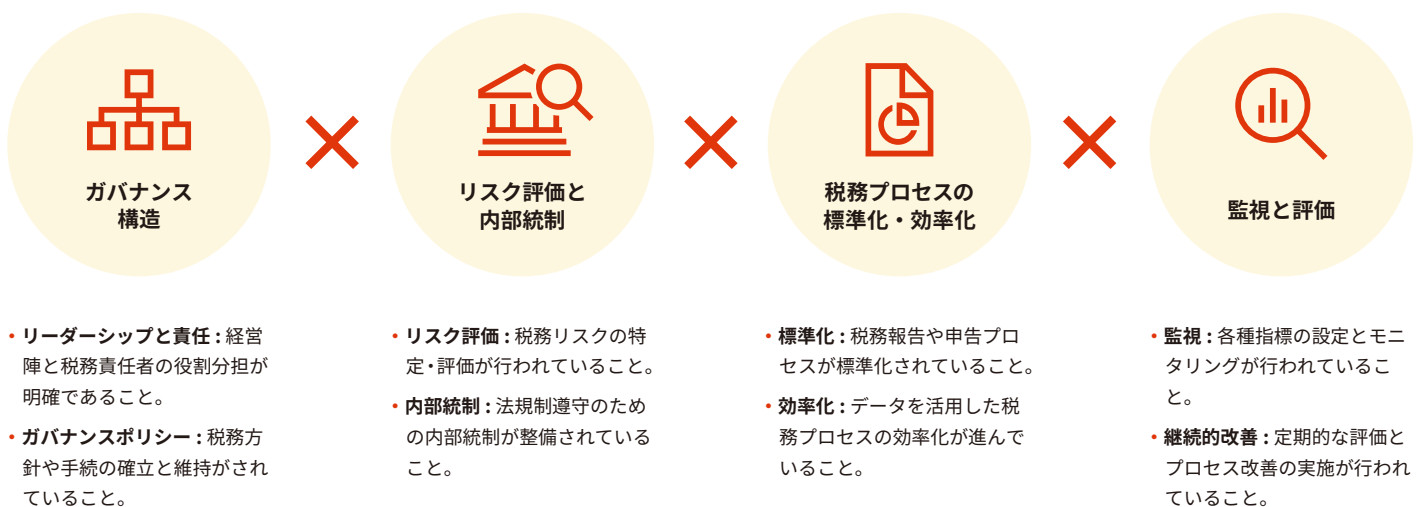 ガバナンス
構造
リスク評価と
内部統制
税務プロセスの
標準化・効率化
監視と評価
• リーダーシップと責任 : 経営
陣と税務責任者の役割分担が
明確であること。
• ガバナンスポリシー : 税務方
針や手続の確立と維持がされ
ていること。
• リスク評価 : 税務リスクの特
定・評価が行われていること。
• 内部統制 : 法規制遵守のため
の内部統制が整備されている
こと。
• 標準化 : 税務報告や申告プロ
セスが標準化されていること。
• 効率化 : データを活用した税
務プロセスの効率化が進んで
いること。
• 監視 : 各種指標の設定とモニ
タリングが行われているこ
と。
• 継続的改善 : 定期的な評価と
プロセス改善の実施が行われ
ていること。